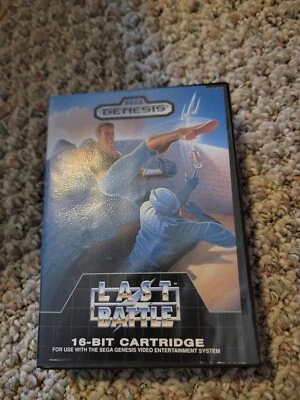 SEGA
GENESIS
LAST
BATTLE
16-BIT CARTRIDGE
FOR USE WITH THE SEGA GENESIS VIDEO ENTERTAINMENT SYSTEM